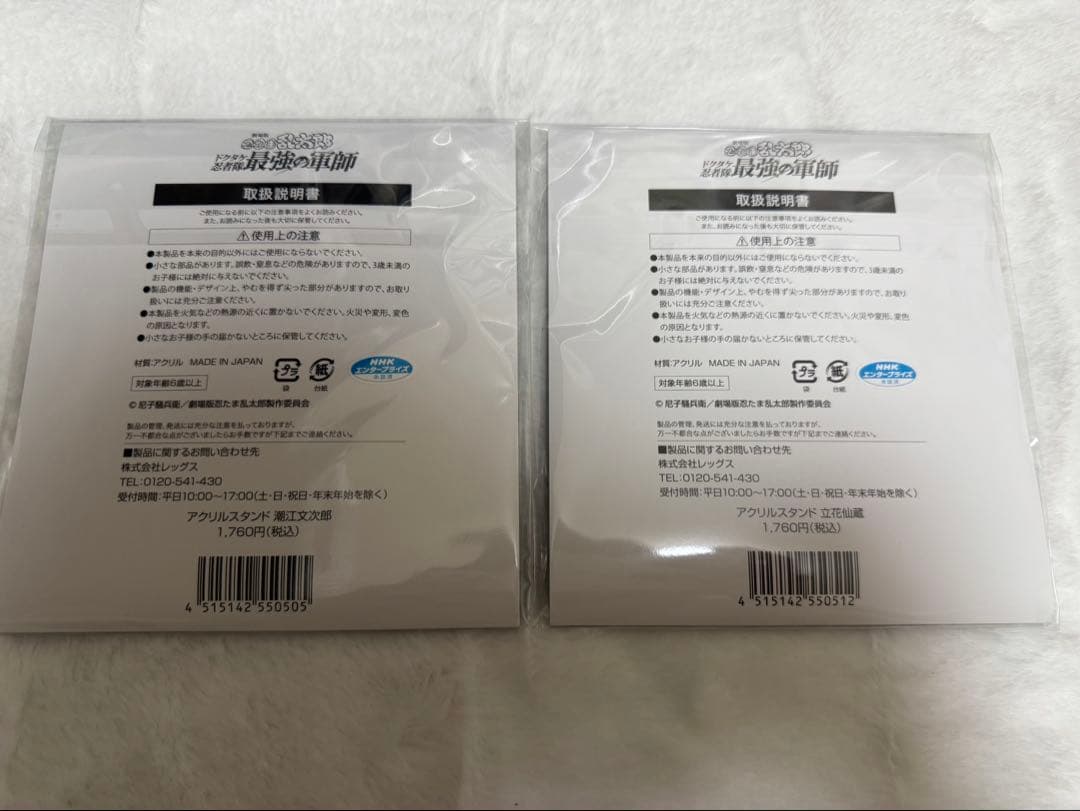 劇場版
忍たま乱太郎
ドクタケ忍者隊 最強の軍師
取扱説明書
ご使用になる前に以下の注意事項をよくお読みください。
また、お読みになった後も大切に保管してください。
⚠使用上の注意
●本製品を本来の目的以外にはご使用にならないでください。
●小さな部品があります。誤飲・窒息などの危険がありますので、3歳未満の
お子様には絶対に与えないでください。
●製品の機能・デザイン上、やむを得ず尖った部分がありますので、お取り
扱いには充分ご注意ください。
●本製品を火気などの熱源の近くに置かないでください。火災や変形、変色
の原因となります。
●小さなお子様の手の届かないところに保管してください。
材質:アクリル MADE IN JAPAN
対象年齢6歳以上
プラ
袋
紙
台紙
NHK
エンタープライズ
承認済
©尼子騒兵衛/劇場版忍たま乱太郎製作委員会
製品の管理、発送には充分な注意を払っておりますが、
万一不都合な点がございましたらお手数ですが下記までご連絡ください。
■製品に関するお問い合わせ先
株式会社レッグス
TEL:0120-541-430
受付時間:平日10:00〜17:00(土・日・祝日・年末年始を除く)
アクリルスタンド 潮江文次郎
1,760円(税込)
4 515142 550505
劇場版
忍たま乱太郎
ドクタケ忍者隊 最強の軍師
取扱説明書
ご使用になる前に以下の注意事項をよくお読みください。
また、お読みになった後も大切に保管してください。
⚠使用上の注意
●本製品を本来の目的以外にはご使用にならないでください。
●小さな部品があります。誤飲・窒息などの危険がありますので、3歳未満の
お子様には絶対に与えないでください。
●製品の機能・デザイン上、やむを得ず尖った部分がありますので、お取り
扱いには充分ご注意ください。
●本製品を火気などの熱源の近くに置かないでください。火災や変形、変色
の原因となります。
●小さなお子様の手の届かないところに保管してください。
材質:アクリル MADE IN JAPAN
対象年齢6歳以上
プラ
袋
紙
台紙
NHK
エンタープライズ
承認済
©尼子騒兵衛/劇場版忍たま乱太郎製作委員会
製品の管理、発送には充分な注意を払っておりますが、
万一不都合な点がございましたらお手数ですが下記までご連絡ください。
■製品に関するお問い合わせ先
株式会社レッグス
TEL:0120-541-430
受付時間:平日10:00〜17:00(土・日・祝日・年末年始を除く)
アクリルスタンド 立花仙蔵
1,760円(税込)
4 515142 550512